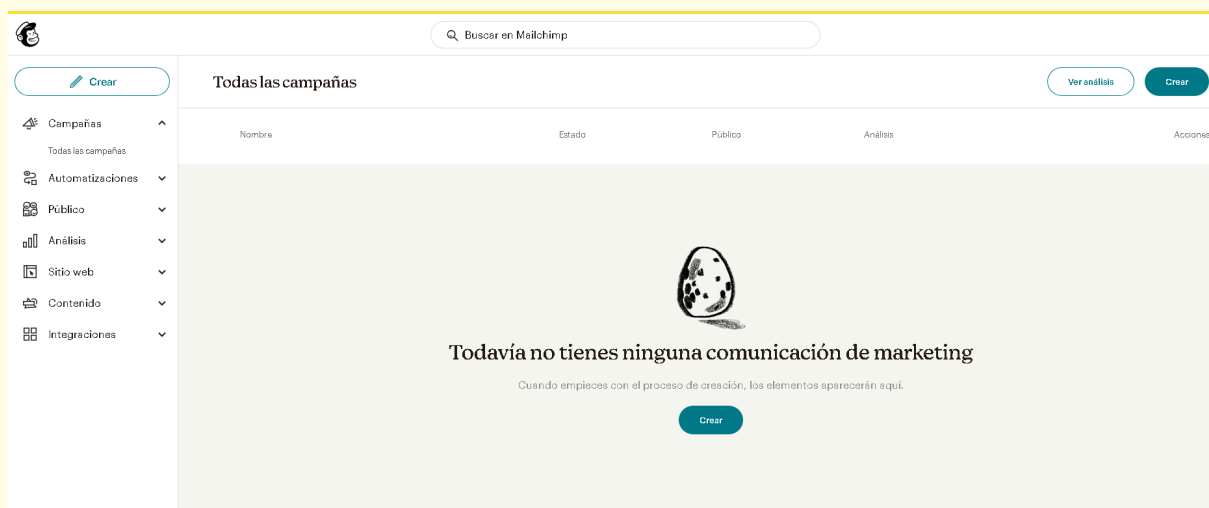 Buscar en Mailchimp
Crear
Todas las campañas
Ver análisis
Crear
Campañas
Todas las campañas
Automatizaciones
Público
Análisis
Sitio web
Contenido
Integraciones
Nombre
Estado
Público
Análisis
Acciones
Todavía no tienes ninguna comunicación de marketing
Cuando empieces con el proceso de creación, los elementos aparecerán aquí.
Crear